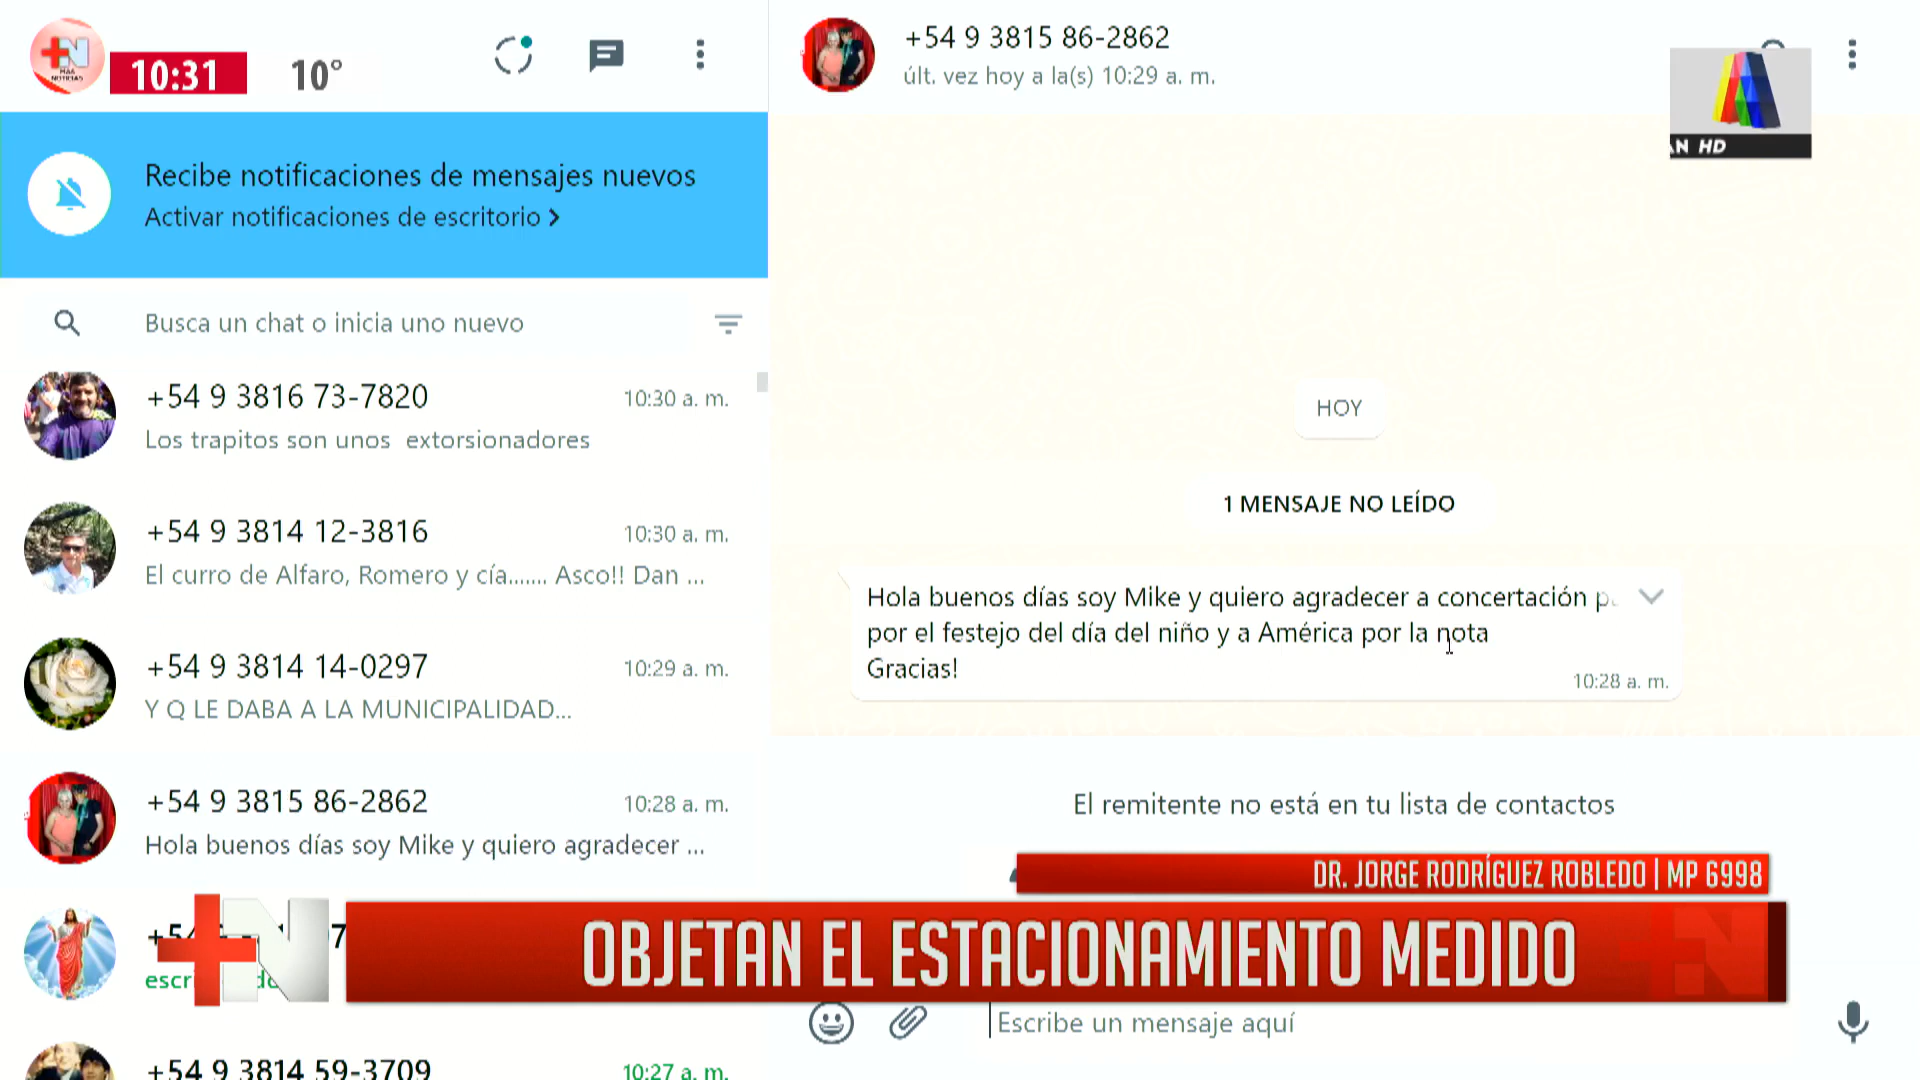 +N
MÁS
NOTICIAS
10:31
10°
Recibe notificaciones de mensajes nuevos
Activar notificaciones de escritorio
Busca un chat o inicia uno nuevo
+54 9 3816 73-7820
10:30 a. m.
Los trapitos son unos extorsionadores
+54 9 3814 12-3816
10:30 a. m.
El curro de Alfaro, Romero y cía....... Asco!! Dan ...
+54 9 3814 14-0297
10:29 a. m.
Y Q LE DABA A LA MUNICIPALIDAD...
+54 9 3815 86-2862
10:28 a. m.
Hola buenos días soy Mike y quiero agradecer ...
+54 9 3814 59-3709
10:27 a. m.
+54 9 3815 86-2862
últ. vez hoy a la(s) 10:29 a. m.
HD
HOY
1 MENSAJE NO LEÍDO
Hola buenos días soy Mike y quiero agradecer a concertación
por el festejo del día del niño y a América por la nota
Gracias!
10:28 a. m.
El remitente no está en tu lista de contactos
DR. JORGE RODRÍGUEZ ROBLEDO | MP 6998
+N
OBJETAN EL ESTACIONAMIENTO MEDIDO
Escribe un mensaje aquí